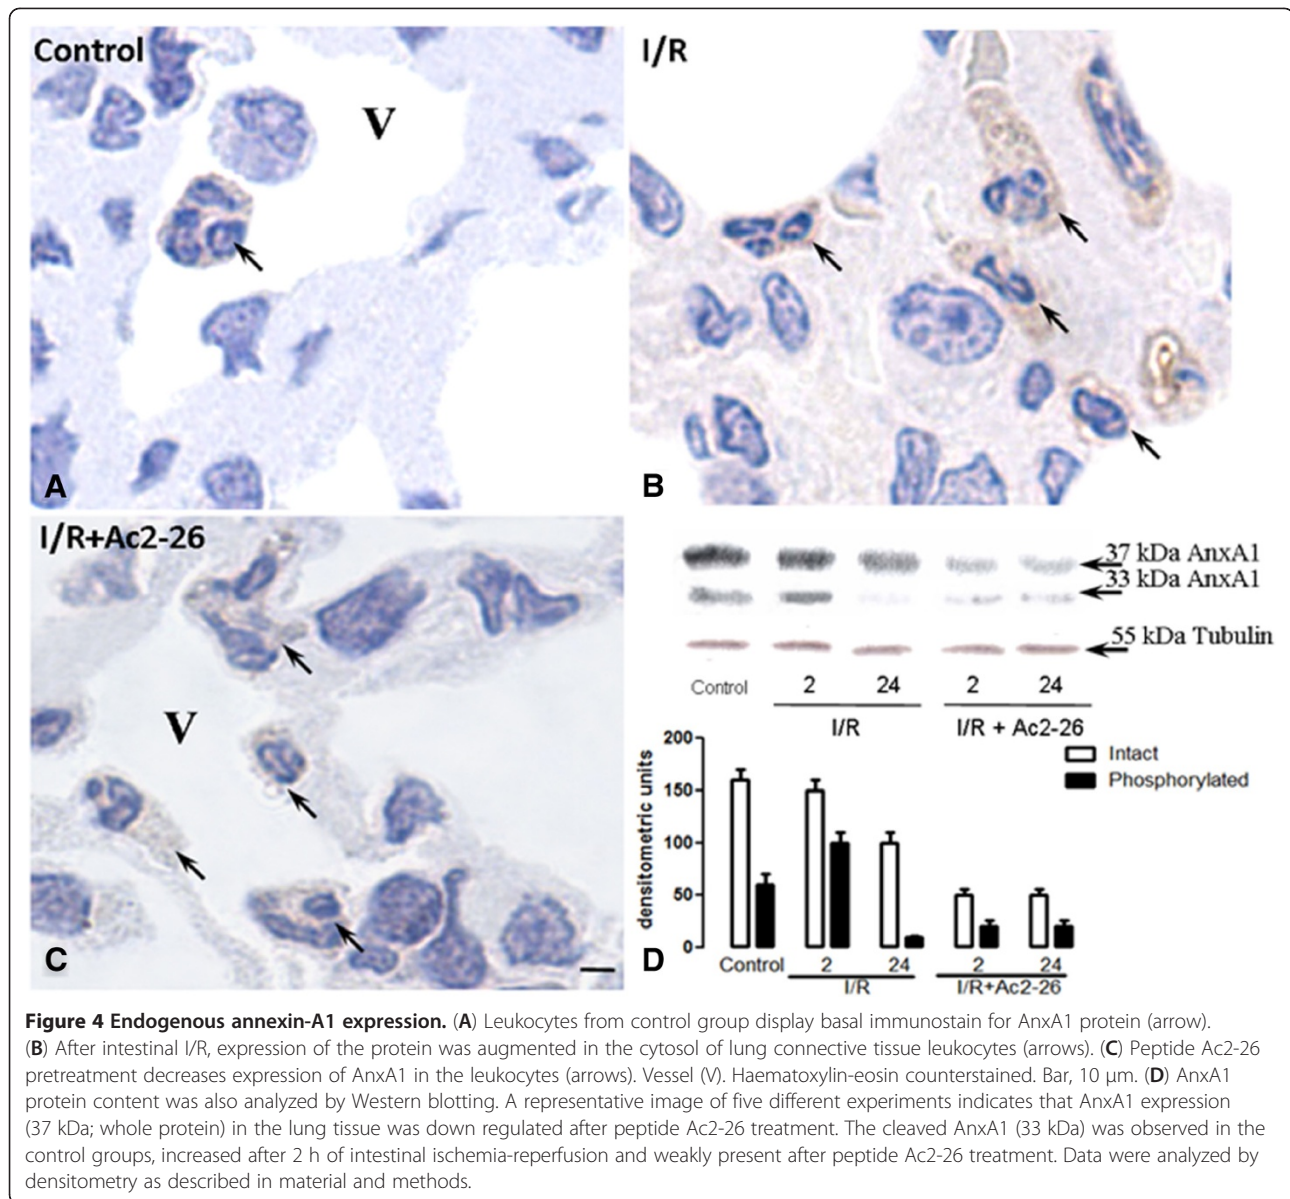 Control
V
A
I/R
B
I/R+Ac2-26
V
C
37 kDa AnxA1
33 kDa AnxA1
55 kDa Tubulin
Control 2 24 2 24
I/R I/R + Ac2-26
densitometric units
200
150
100
50
0
Intact
Phosphorylated
Control 2 24 2 24
I/R I/R+Ac2-26
D
Figure 4 Endogenous annexin-A1 expression. (A) Leukocytes from control group display basal immunostain for AnxA1 protein (arrow).
(B) After intestinal I/R, expression of the protein was augmented in the cytosol of lung connective tissue leukocytes (arrows). (C) Peptide Ac2-26
pretreatment decreases expression of AnxA1 in the leukocytes (arrows). Vessel (V). Haematoxylin-eosin counterstained. Bar, 10 μm. (D) AnxA1
protein content was also analyzed by Western blotting. A representative image of five different experiments indicates that AnxA1 expression
(37 kDa; whole protein) in the lung tissue was down regulated after peptide Ac2-26 treatment. The cleaved AnxA1 (33 kDa) was observed in the
control groups, increased after 2 h of intestinal ischemia-reperfusion and weakly present after peptide Ac2-26 treatment. Data were analyzed by
densitometry as described in material and methods.